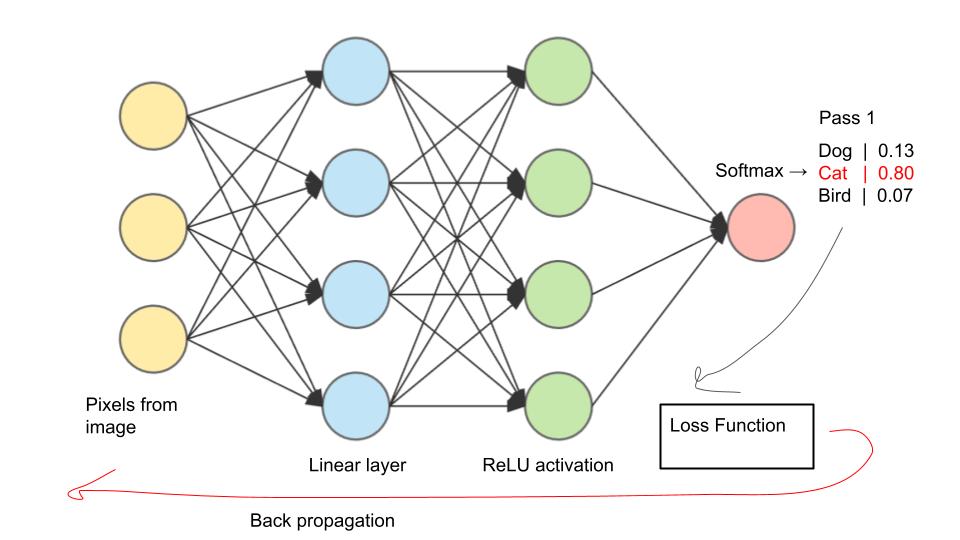 Pass 1
Softmax →
Dog | 0.13
Cat | 0.80
Bird | 0.07
Pixels from
image
Loss Function
Linear layer
ReLU activation
Back propagation